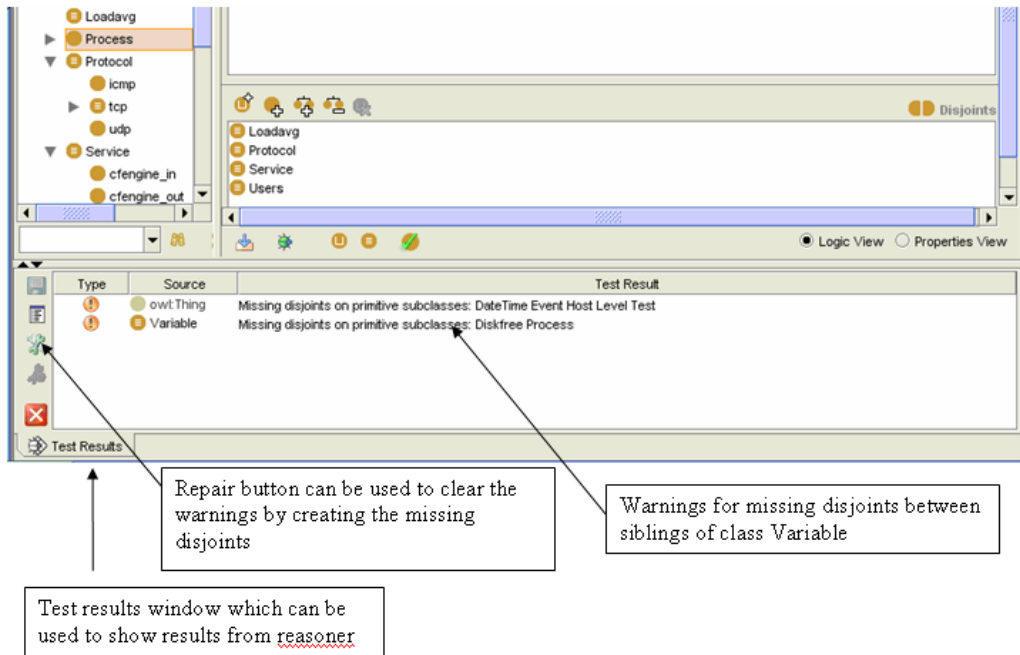 Loadavg
Process
Protocol
icmp
tcp
udp
Service
cfengine_in
cfengine_out
Disjoints
Loadavg
Protocol
Service
Users
Logic View
Properties View
Type Source Test Result
owl:Thing Missing disjoints on primitive subclasses: DateTime Event Host Level Test
Variable Missing disjoints on primitive subclasses: Diskfree Process
Test Results
Repair button can be used to clear the
warnings by creating the missing
disjoints
Warnings for missing disjoints between
siblings of class Variable
Test results window which can be
used to show results from reasoner